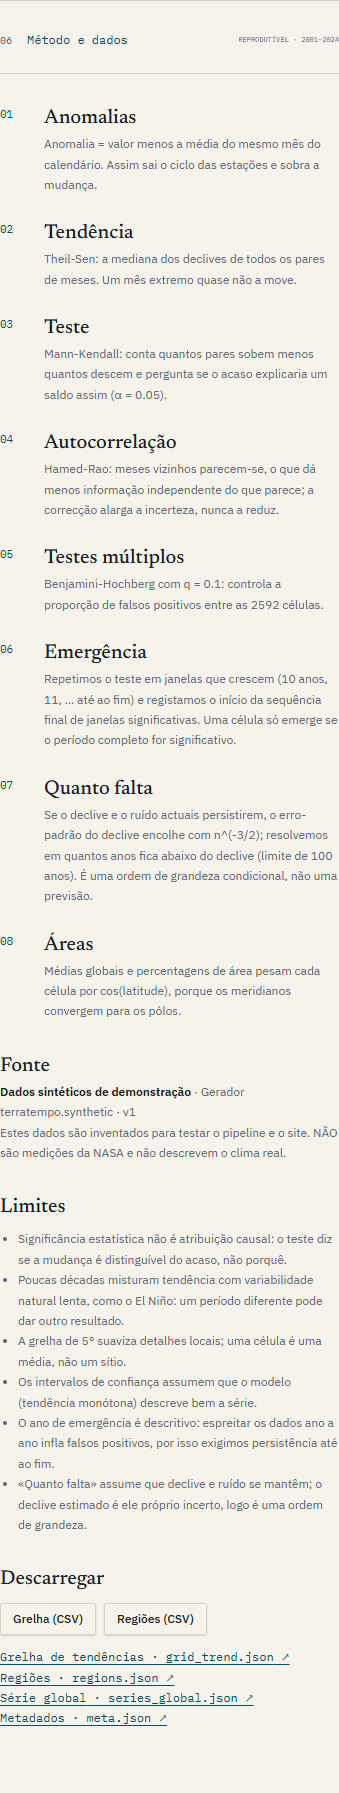 06 Método e dados REPRODUTÍVEL · 2001–2024
01 Anomalias
Anomalia = valor menos a média do mesmo mês do
calendário. Assim sai o ciclo das estações e sobra a
mudança.
02 Tendência
Theil-Sen: a mediana dos declives de todos os pares
de meses. Um mês extremo quase não a move.
03 Teste
Mann-Kendall: conta quantos pares sobem menos
quantos descem e pergunta se o acaso explicaria um
saldo assim (α = 0.05).
04 Autocorrelação
Hamed-Rao: meses vizinhos parecem-se, o que dá
menos informação independente do que parece; a
correcção alarga a incerteza, nunca a reduz.
05 Testes múltiplos
Benjamini-Hochberg com q = 0.1: controla a
proporção de falsos positivos entre as 2592 células.
06 Emergência
Repetimos o teste em janelas que crescem (10 anos,
11, … até ao fim) e registamos o início da sequência
final de janelas significativas. Uma célula só emerge se
o período completo for significativo.
07 Quanto falta
Se o declive e o ruído actuais persistirem, o erro-
padrão do declive encolhe com n^(-3/2); resolvemos
em quantos anos fica abaixo do declive (limite de 100
anos). É uma ordem de grandeza condicional, não uma
previsão.
08 Áreas
Médias globais e percentagens de área pesam cada
célula por cos(latitude), porque os meridianos
convergem para os pólos.
Fonte
Dados sintéticos de demonstração · Gerador
terratempo.synthetic · v1
Estes dados são inventados para testar o pipeline e o site. NÃO
são medições da NASA e não descrevem o clima real.
Limites
• Significância estatística não é atribuição causal: o teste diz
se a mudança é distinguível do acaso, não porquê.
• Poucas décadas misturam tendência com variabilidade
natural lenta, como o El Niño: um período diferente pode
dar outro resultado.
• A grelha de 5° suaviza detalhes locais; uma célula é uma
média, não um sítio.
• Os intervalos de confiança assumem que o modelo
(tendência monótona) descreve bem a série.
• O ano de emergência é descritivo: espreitar os dados ano a
ano infla falsos positivos, por isso exigimos persistência até
ao fim.
• «Quanto falta» assume que declive e ruído se mantêm; o
declive estimado é ele próprio incerto, logo é uma ordem
de grandeza.
Descarregar
Grelha (CSV) Regiões (CSV)
Grelha de tendências · grid_trend.json ↗
Regiões · regions.json ↗
Série global · series_global.json ↗
Metadados · meta.json ↗